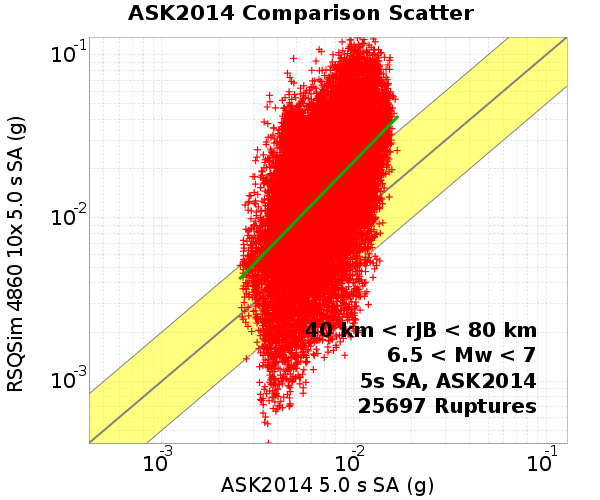 ASK2014 Comparison Scatter
RSQSim 4860 10x 5.0 s SA (g)
10-1
10-2
10-3
40 km < rJB < 80 km
6.5 < Mw < 7
5s SA, ASK2014
25697 Ruptures
10-3
10-2
10-1
ASK2014 5.0 s SA (g)